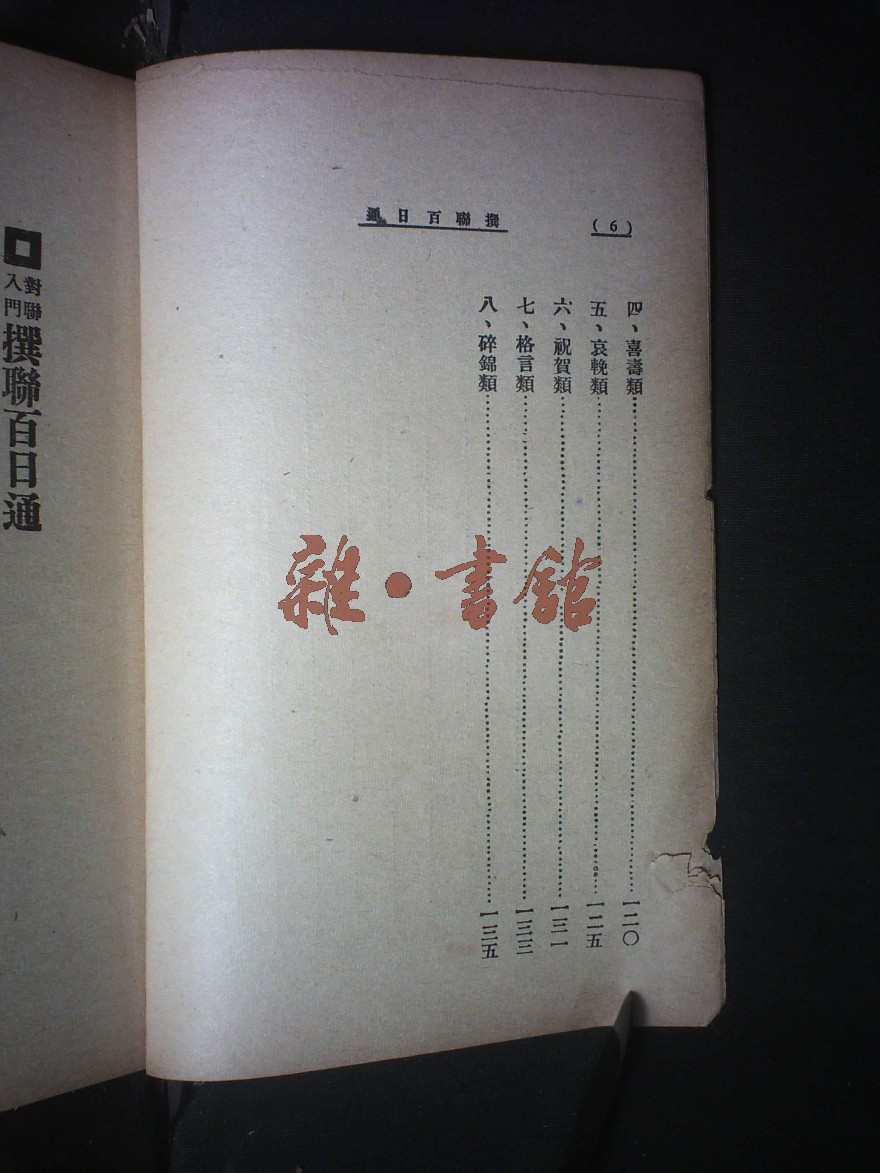 (6)
撰聯百日通
四、喜壽類……一二〇
五、哀輓類……一二五
六、祝賀類……一三一
七、格言類……一三三
八、碎錦類……一三五
對聯
入門
撰聯百日通
雜·書館